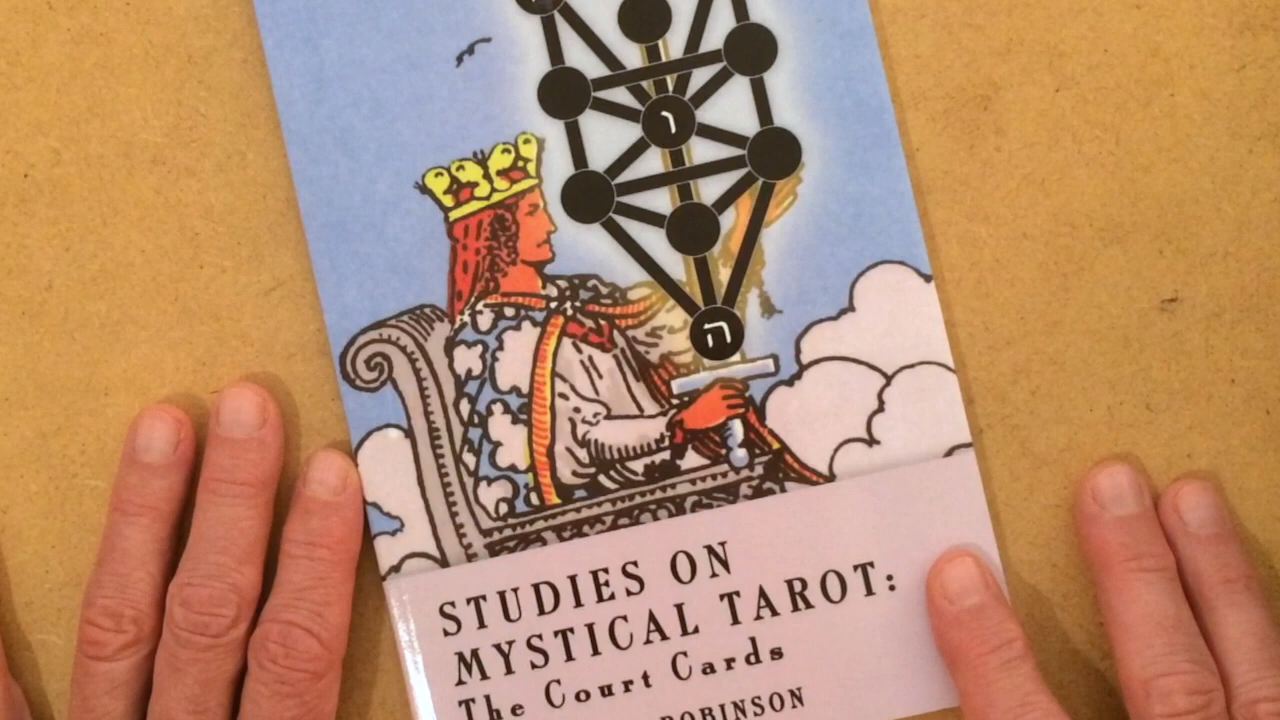 ו
ה
STUDIES ON
MYSTICAL TAROT:
The Court Cards
ROBINSON